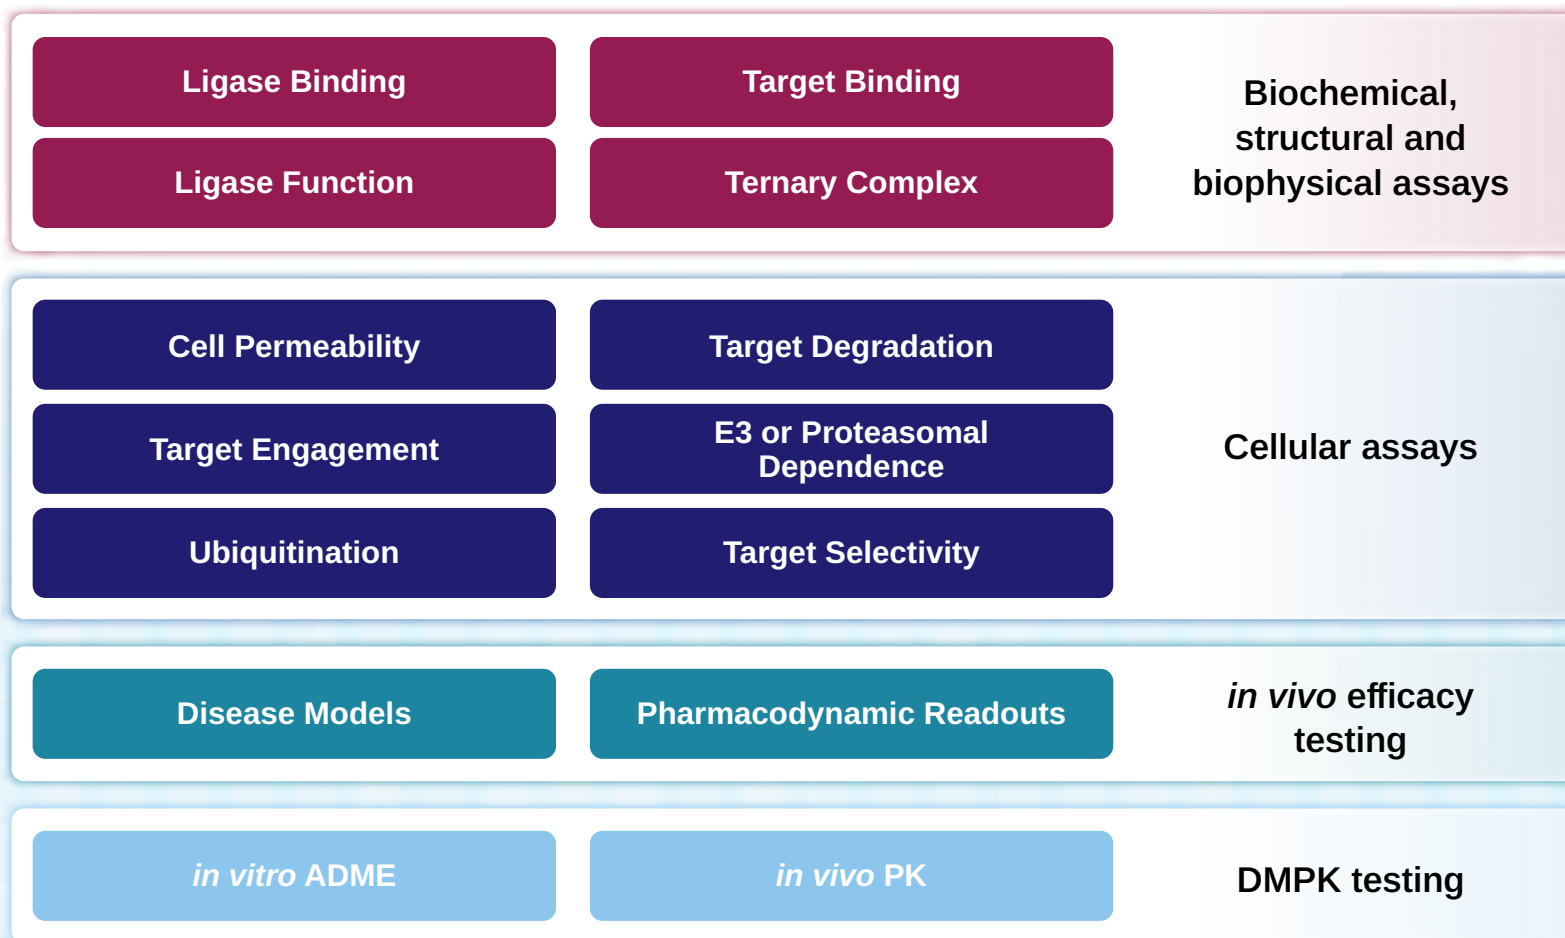 Ligase Binding
Target Binding
Ligase Function
Ternary Complex
Biochemical,
structural and
biophysical assays
Cell Permeability
Target Degradation
Target Engagement
E3 or Proteasomal
Dependence
Ubiquitination
Target Selectivity
Cellular assays
Disease Models
Pharmacodynamic Readouts
in vivo efficacy
testing
in vitro ADME
in vivo PK
DMPK testing